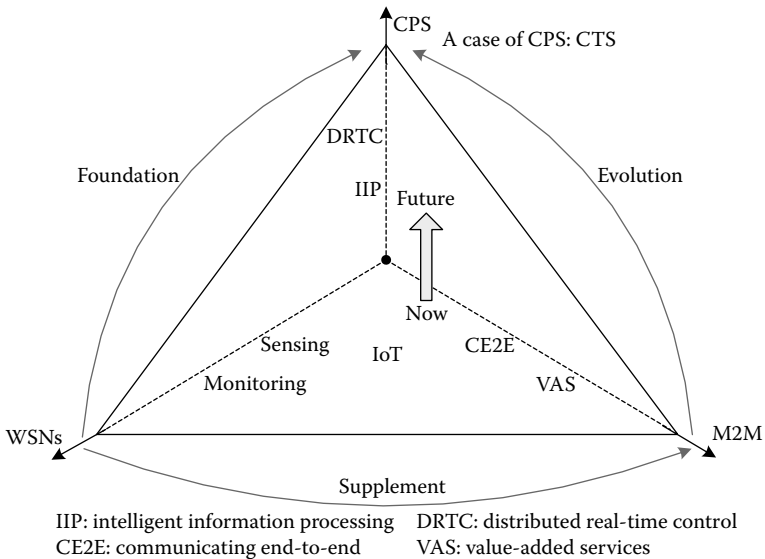 CPS
A case of CPS: CTS
DRTC
Foundation
Evolution
IIP
Future
Now
Sensing
IoT
CE2E
Monitoring
VAS
WSNs
M2M
Supplement
IIP: intelligent information processing
DRTC: distributed real-time control
CE2E: communicating end-to-end
VAS: value-added services